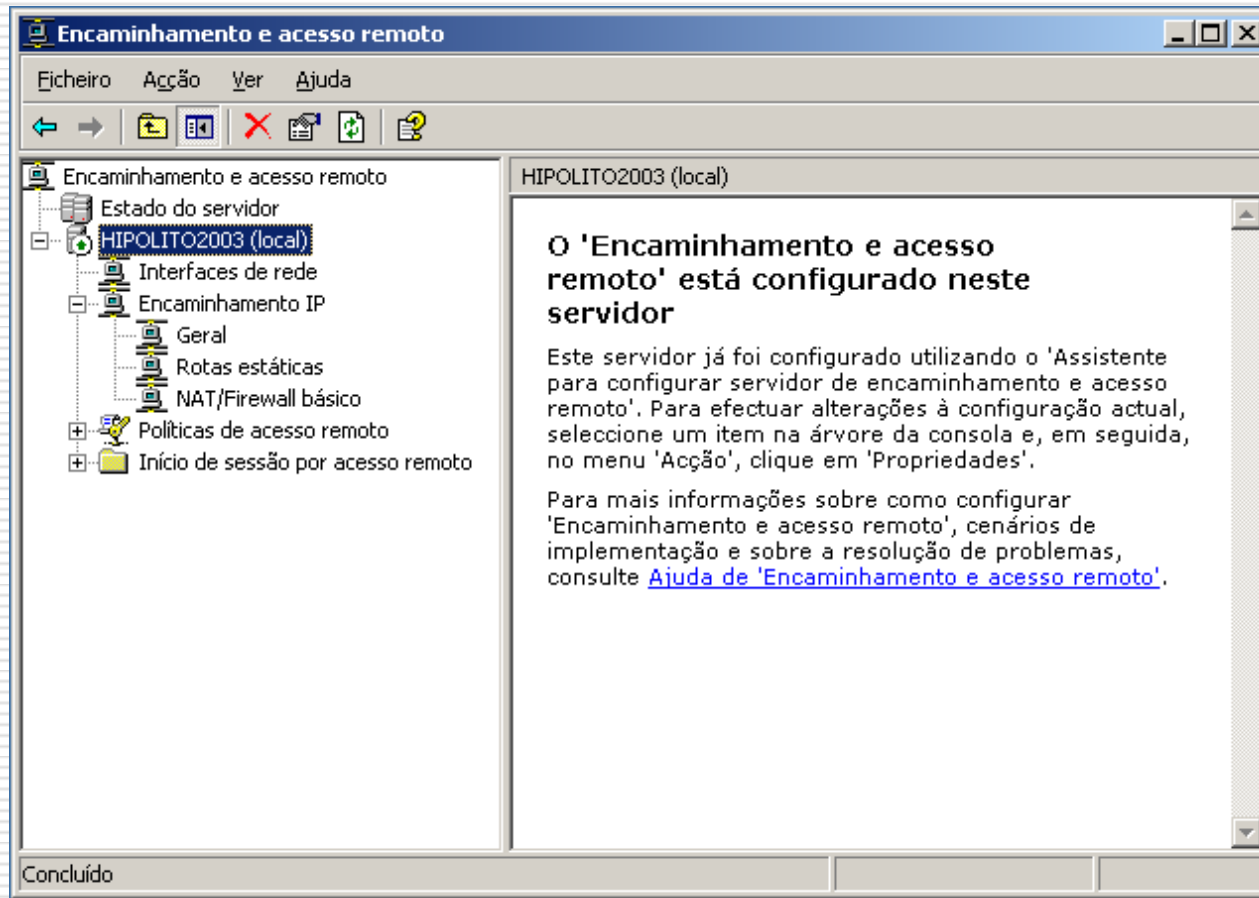 Encaminhamento e acesso remoto
Ficheiro Acção Ver Ajuda
Encaminhamento e acesso remoto
Estado do servidor
HIPOLITO2003 (local)
Interfaces de rede
Encaminhamento IP
Geral
Rotas estáticas
NAT/Firewall básico
Políticas de acesso remoto
Início de sessão por acesso remoto
HIPOLITO2003 (local)
O 'Encaminhamento e acesso
remoto' está configurado neste
servidor
Este servidor já foi configurado utilizando o 'Assistente
para configurar servidor de encaminhamento e acesso
remoto'. Para efectuar alterações à configuração actual,
seleccione um item na árvore da consola e, em seguida,
no menu 'Acção', clique em 'Propriedades'.
Para mais informações sobre como configurar
'Encaminhamento e acesso remoto', cenários de
implementação e sobre a resolução de problemas,
consulte Ajuda de 'Encaminhamento e acesso remoto'.
Concluído